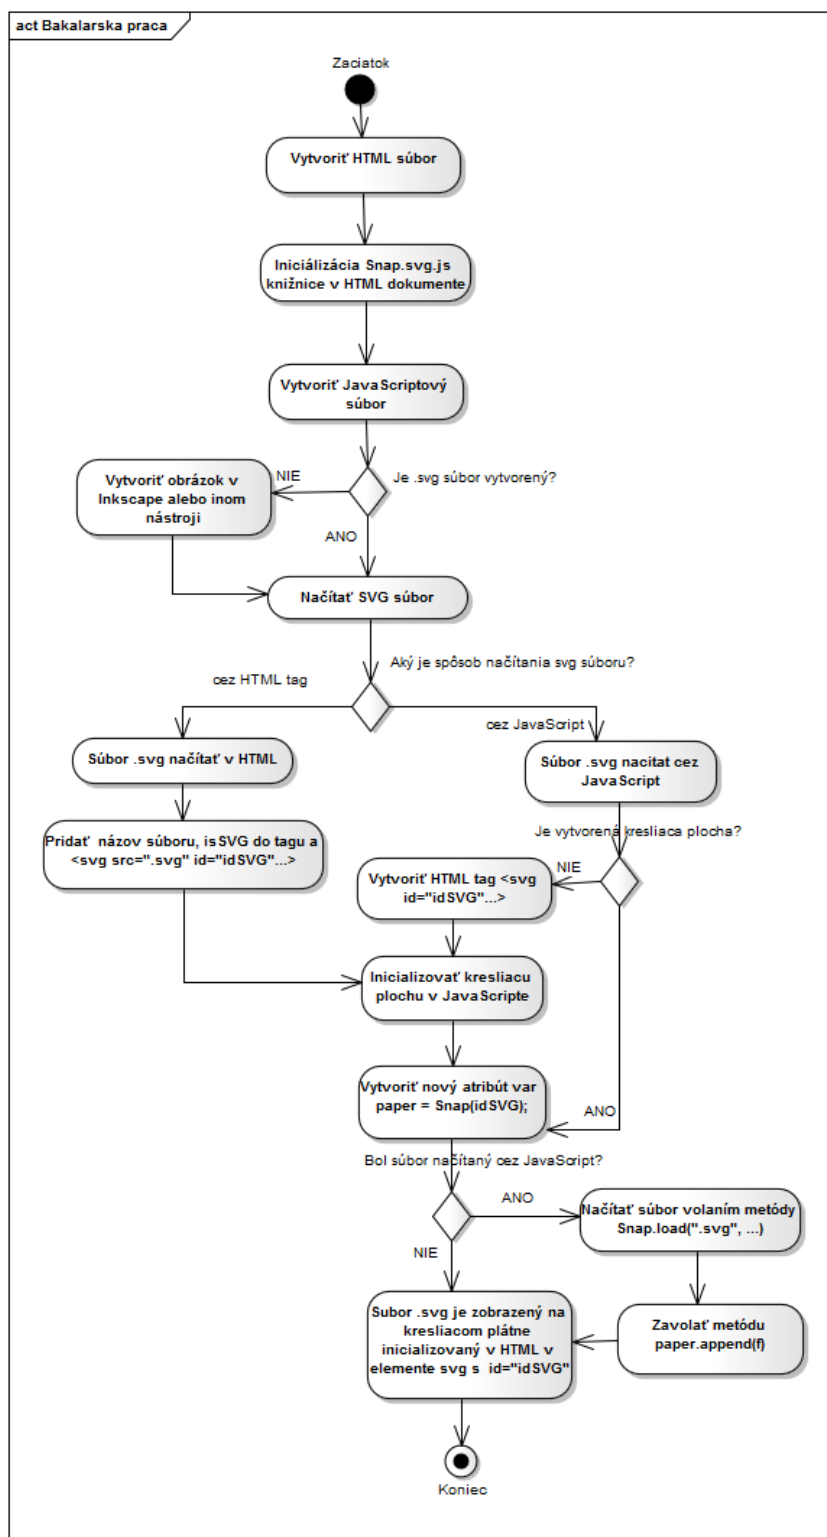 act Bakalarska praca
Zaciatok
Vytvoriť HTML súbor
Iniciálizácia Snap.svg.js
knižnice v HTML dokumente
Vytvoriť JavaScriptový
súbor
Je .svg súbor vytvorený?
NIE
Vytvoriť obrázok v
Inkscape alebo inom
nástroji
ANO
Načítať SVG súbor
Aký je spôsob načítania svg súboru?
cez HTML tag
cez JavaScript
Súbor .svg načítať v HTML
Súbor .svg nacitat cez
JavaScript
Pridať názov súboru, isSVG do tagu a
<svg src=".svg" id="idSVG"...>
Je vytvorená kresliaca plocha?
NIE
Vytvoriť HTML tag <svg
id="idSVG"...>
Inicializovať kresliacu
plochu v JavaScripte
Vytvoriť nový atribút var
paper = Snap(idSVG);
ANO
Bol súbor načítaný cez JavaScript?
ANO
Načítať súbor volaním metódy
Snap.load(".svg", ...)
NIE
Zavolať metódu
paper.append(f)
Subor .svg je zobrazený na
kresliacom plátne
inicializovaný v HTML v
elemente svg s id="idSVG"
Koniec